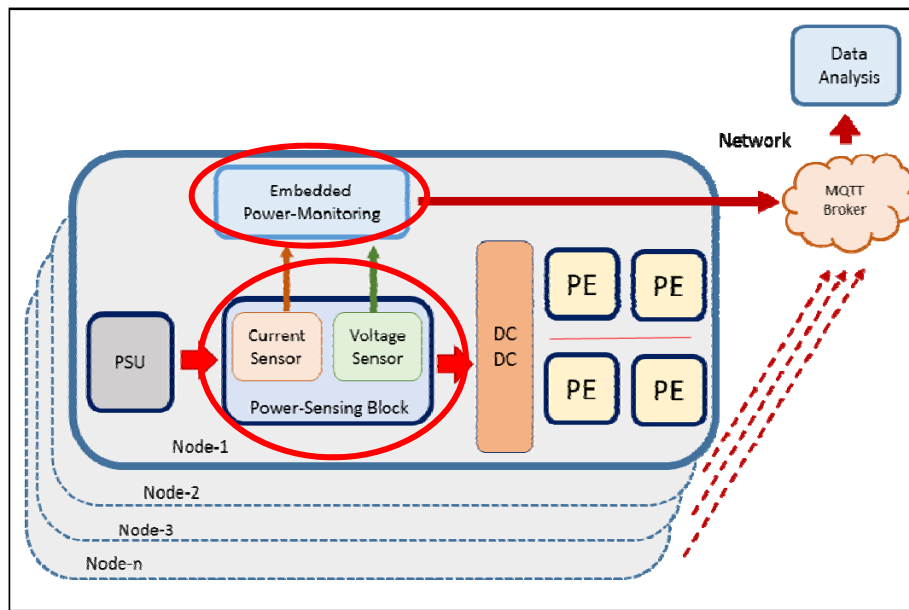 Data
Analysis
Network
MQTT
Broker
Embedded
Power-Monitoring
PSU
Current
Sensor
Voltage
Sensor
Power-Sensing Block
DC
DC
PE
PE
PE
PE
Node-1
Node-2
Node-3
Node-n